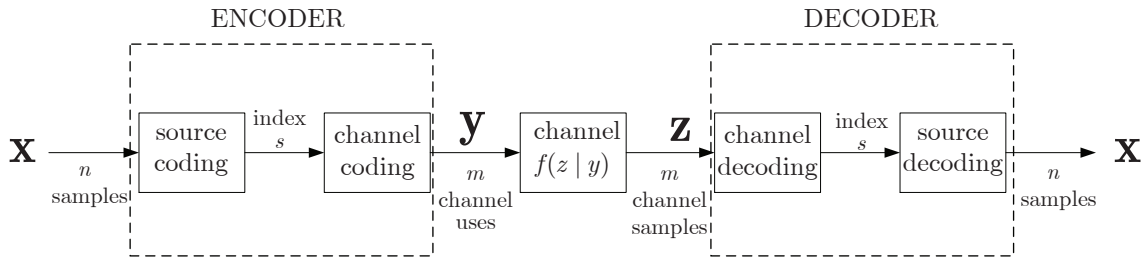 ENCODER
DECODER
x
n
samples
source
coding
index
s
channel
coding
y
m
channel
uses
channel
f(z | y)
z
m
channel
samples
channel
decoding
index
s
source
decoding
n
samples
x